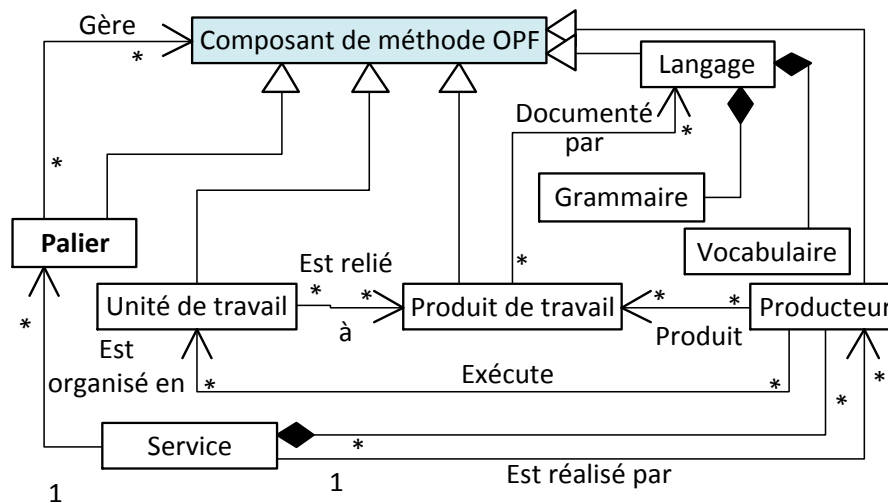 Gère
*
Composant de méthode OPF
Langage
Documenté
par
*
*
Grammaire
Palier
Vocabulaire
Est relié
à
*
*
*
*
*
Unité de travail
Produit de travail
Producteur
Produit
*
Est
organisé en
*
Exécute
*
*
*
Service
*
Est réalisé par
1
1